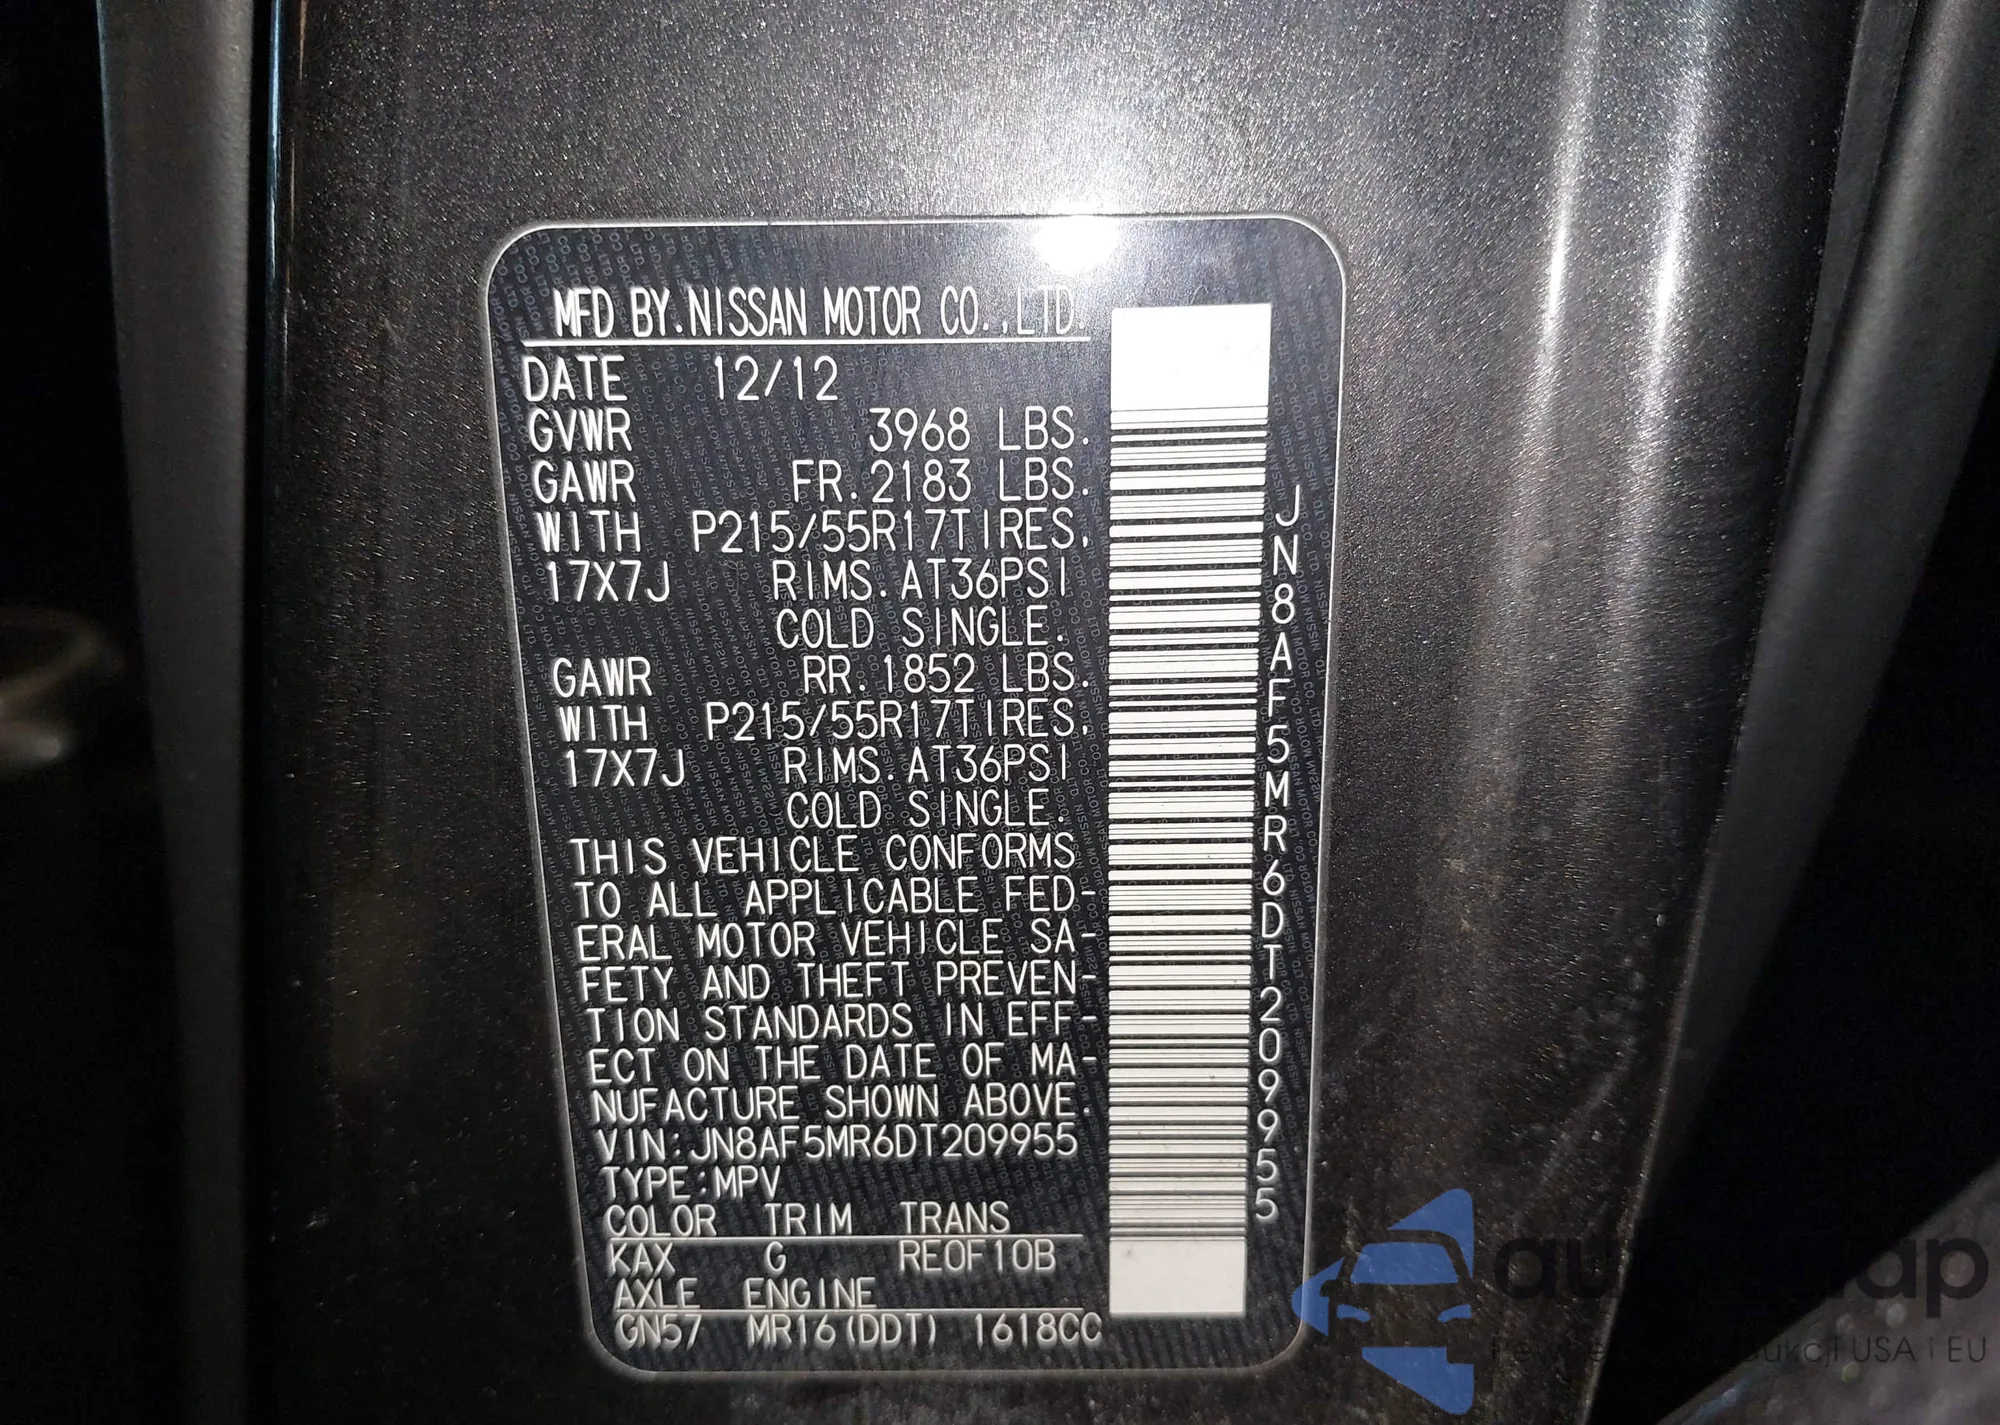 MFD BY.NISSAN MOTOR CO.,LTD.
DATE 12/12
GVWR 3968 LBS.
GAWR FR.2183 LBS.
WITH P215/55R17TIRES,
17X7J RIMS.AT36PSI
COLD SINGLE.
GAWR RR.1852 LBS.
WITH P215/55R17TIRES,
17X7J RIMS.AT36PSI
COLD SINGLE.
THIS VEHICLE CONFORMS
TO ALL APPLICABLE FED-
ERAL MOTOR VEHICLE SA-
FETY AND THEFT PREVEN-
TION STANDARDS IN EFF-
ECT ON THE DATE OF MA-
NUFACTURE SHOWN ABOVE.
VIN:JN8AF5MR6DT209955
TYPE:MPV
COLOR TRIM TRANS
KAX G RE0F10B
AXLE ENGINE
GN57 MR16(DDT) 1618CC
JN8AF5MR6DT209955
USA i EU